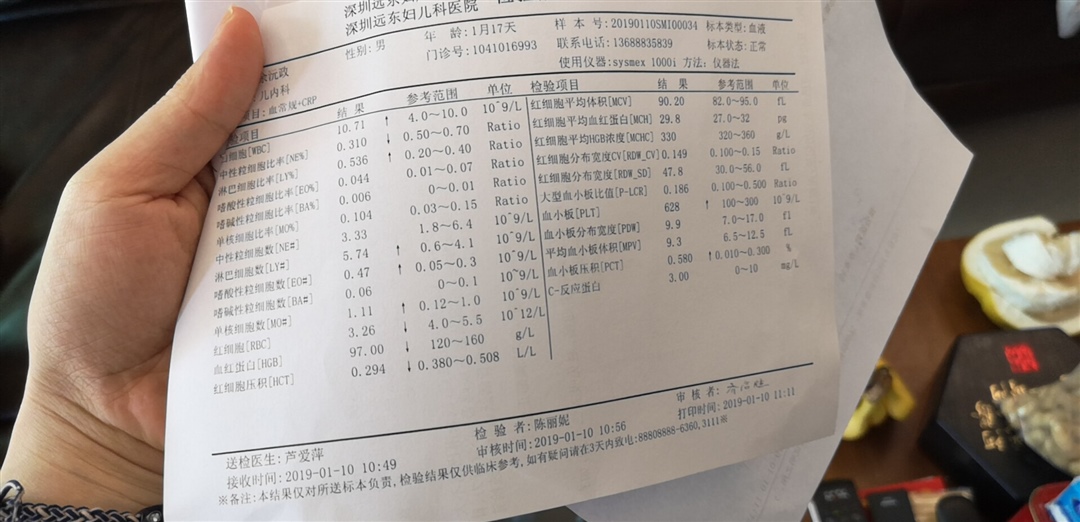 深圳远东妇儿科医院
性别:男 年 龄:1月17天 样 本 号:20190110SMI00034 标本类型:血液
门诊号:1041016993 联系电话:13688835839 标本状态:正常
儿内科 使用仪器:sysmex 1000i 方法: 仪器法
项目:血常规+CRP
项目 结 果 参考范围 单位
细胞[WBC] 10.71 ↑ 4.0～10.0 10^9/L
中性粒细胞比率[NE%] 0.310 ↓ 0.50～0.70 Ratio
淋巴细胞比率[LY%] 0.536 ↑ 0.20～0.40 Ratio
嗜酸性粒细胞比率[EO%] 0.044 0.01～0.07 Ratio
嗜碱性粒细胞比率[BA%] 0.006 0～0.01 Ratio
单核细胞比率[MO%] 0.104 0.03～0.15 Ratio
中性粒细胞数[NE#] 3.33 1.8～6.4 10^9/L
淋巴细胞数[LY#] 5.74 ↑ 0.6～4.1 10^9/L
嗜酸性粒细胞数[EO#] 0.47 ↑ 0.05～0.3 10^9/L
嗜碱性粒细胞数[BA#] 0.06 0～0.1 10^9/L
单核细胞数[MO#] 1.11 ↑ 0.12～1.0 10^9/L
红细胞[RBC] 3.26 ↓ 4.0～5.5 10^12/L
血红蛋白[HGB] 97.00 ↓ 120～160 g/L
红细胞压积[HCT] 0.294 ↓ 0.380～0.508 L/L
检验项目 结 果 参考范围 单位
红细胞平均体积[MCV] 90.20 82.0～95.0 fL
红细胞平均血红蛋白[MCH] 29.8 27.0～32 pg
红细胞平均HGB浓度[MCHC] 330 320～360 g/L
红细胞分布宽度CV[RDW_CV] 0.149 0.100～0.15 Ratio
红细胞分布宽度[RDW_SD] 47.8 30.0～56.0 fL
大型血小板比值[P-LCR] 0.186 0.100～0.500 Ratio
血小板[PLT] 628 ↑ 100～300 10^9/L
血小板分布宽度[PDW] 9.9 7.0～17.0 fl
平均血小板体积[MPV] 9.3 6.5～12.5 fL
血小板压积[PCT] 0.580 ↑ 0.010～0.300 %
C-反应蛋白 3.00 0～10 mg/L
送检医生:芦爱萍 检 验 者:陈丽妮 审 核 者:
接收时间:2019-01-10 10:49 审核时间:2019-01-10 10:56 打印时间:2019-01-10 11:11
※备注:本结果仅对所送标本负责,检验结果仅供临床参考,如有疑问请在3天内致电:88808888-6360,3111※